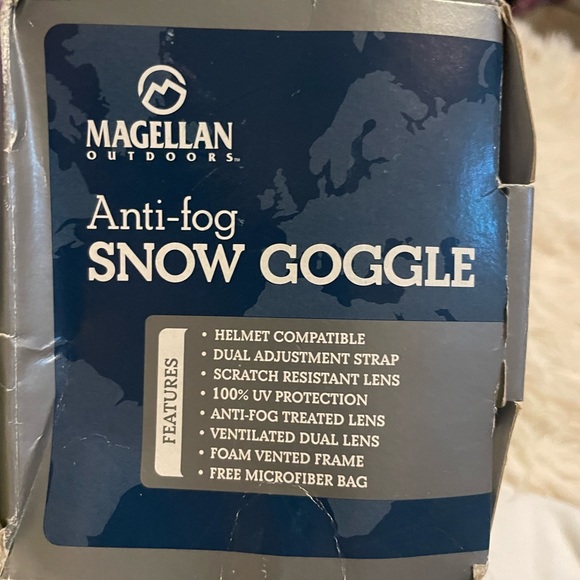 MAGELLAN
OUTDOORS™
Anti-fog
SNOW GOGGLE
FEATURES
• HELMET COMPATIBLE
• DUAL ADJUSTMENT STRAP
• SCRATCH RESISTANT LENS
• 100% UV PROTECTION
• ANTI-FOG TREATED LENS
• VENTILATED DUAL LENS
• FOAM VENTED FRAME
• FREE MICROFIBER BAG